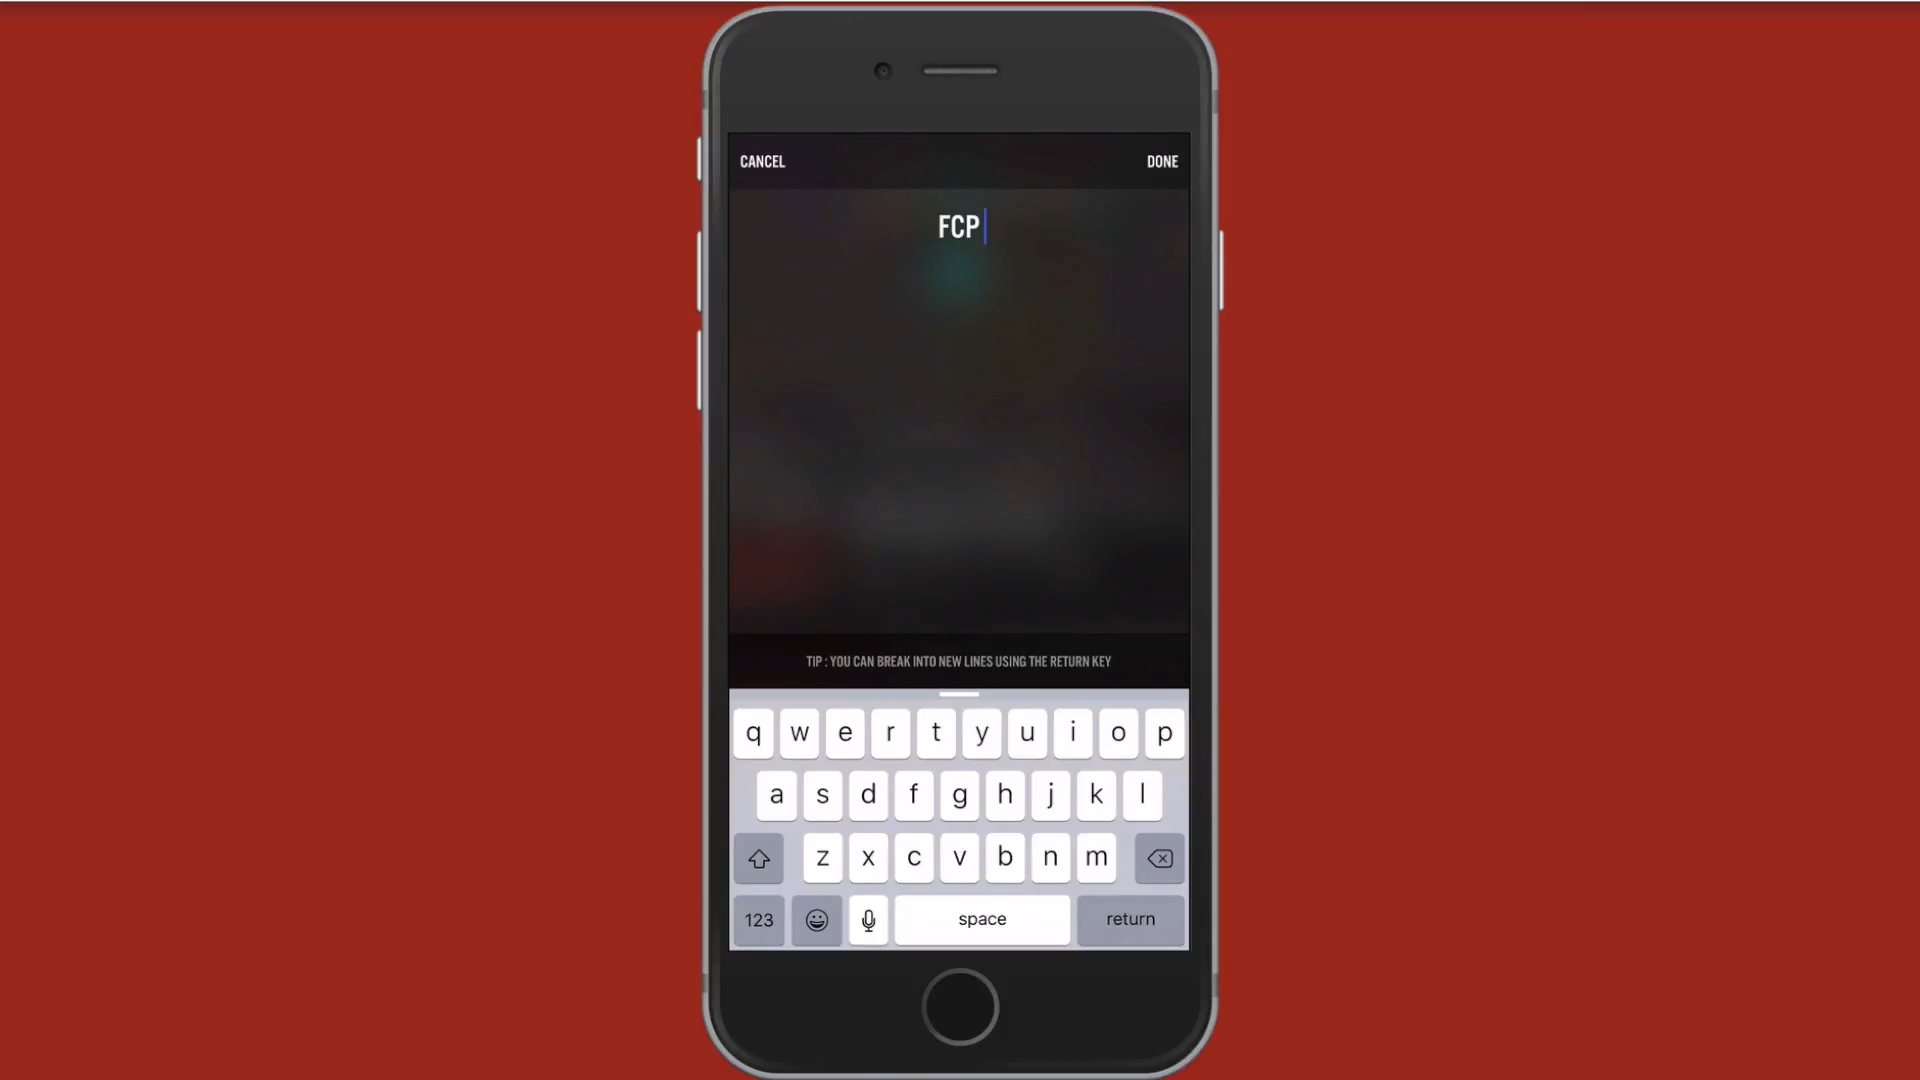 CANCEL DONE
FCP
TIP : YOU CAN BREAK INTO NEW LINES USING THE RETURN KEY
q w e r t y u i o p
a s d f g h j k l
z x c v b n m
123 space return